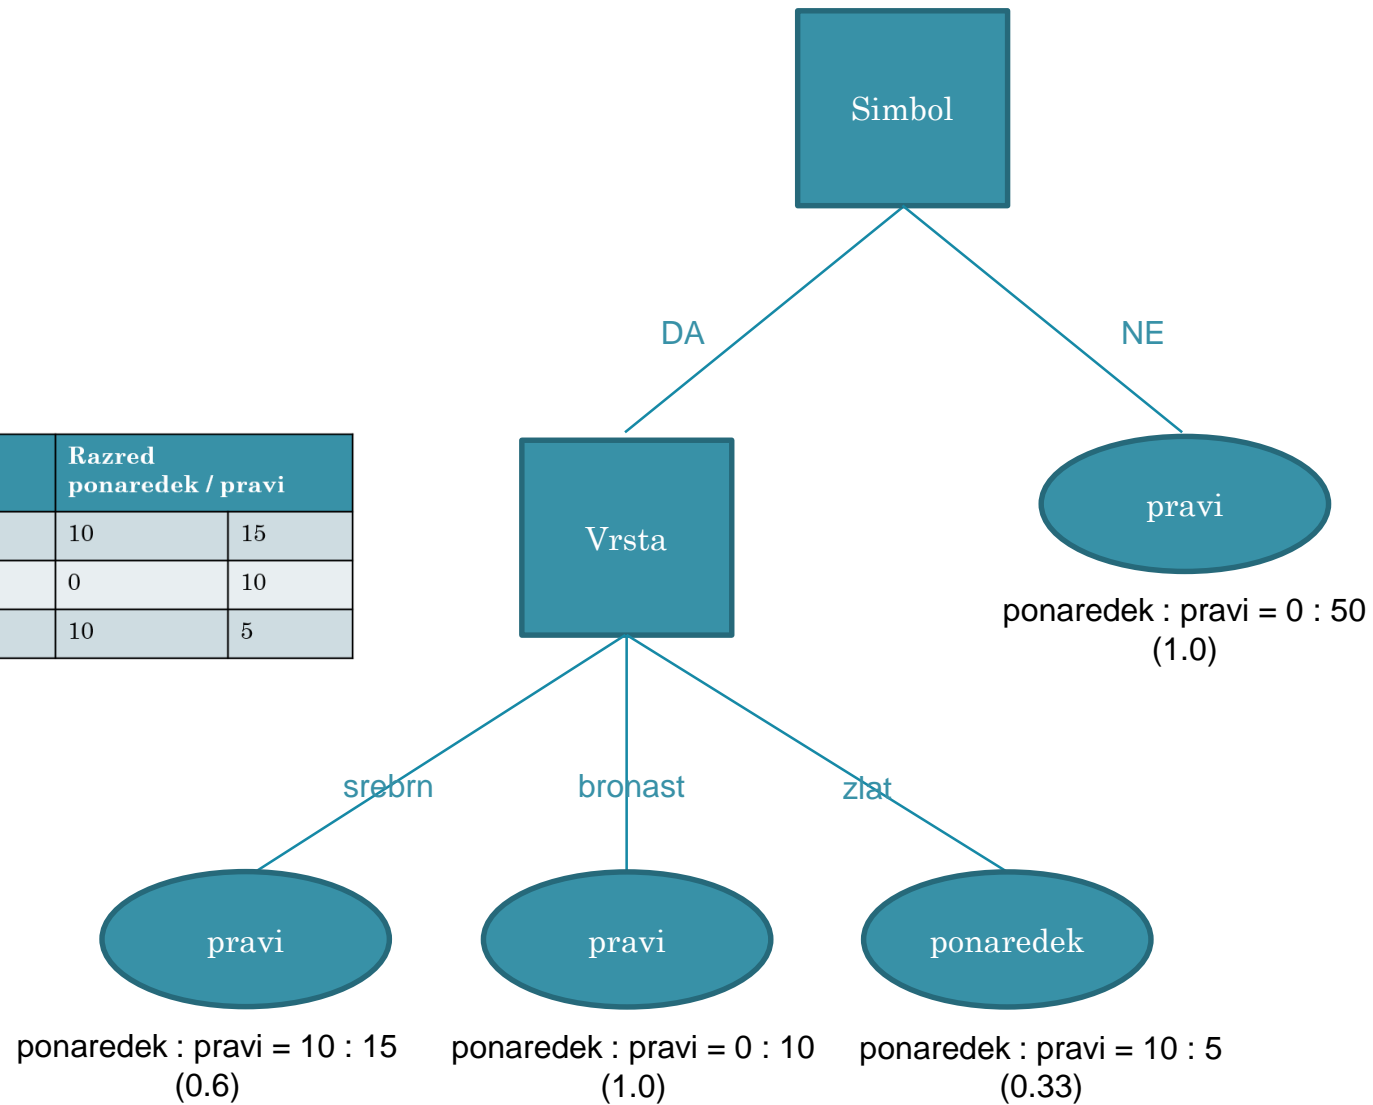 Simbol
DA
NE
Razred
ponaredek / pravi
10
15
0
10
10
5
Vrsta
pravi
ponaredek : pravi = 0 : 50
(1.0)
srebrn
bronast
zlat
pravi
pravi
ponaredek
ponaredek : pravi = 10 : 15
(0.6)
ponaredek : pravi = 0 : 10
(1.0)
ponaredek : pravi = 10 : 5
(0.33)